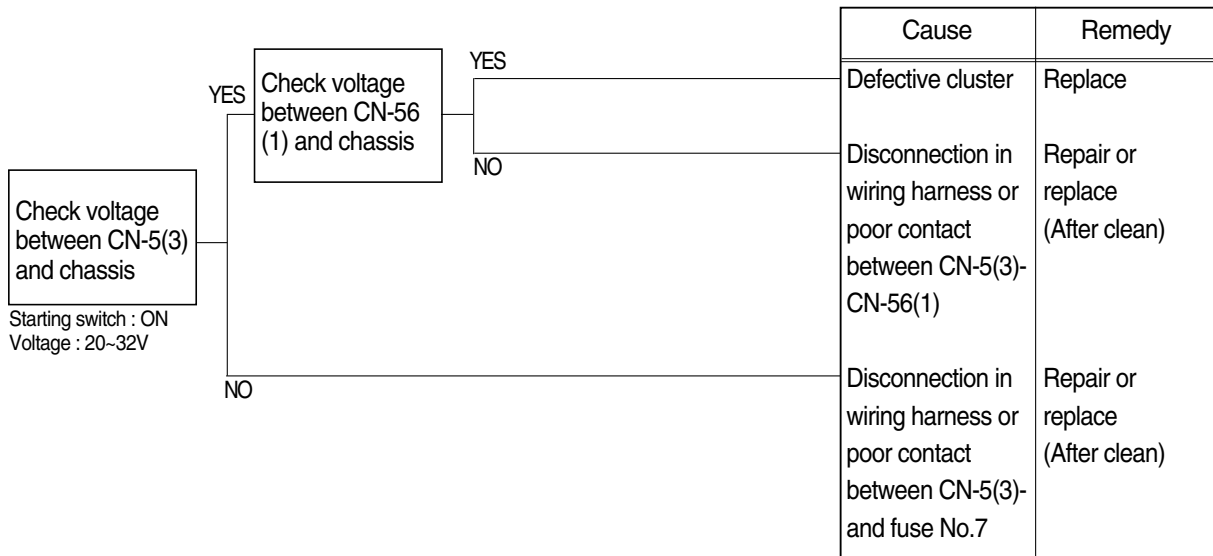 Cause
Remedy
YES
Check voltage
between CN-56
(1) and chassis
YES
Defective cluster
Replace
NO
Disconnection in
wiring harness or
poor contact
between CN-5(3)-
CN-56(1)
Repair or
replace
(After clean)
Check voltage
between CN-5(3)
and chassis
Starting switch : ON
Voltage : 20~32V
NO
Disconnection in
wiring harness or
poor contact
between CN-5(3)-
and fuse No.7
Repair or
replace
(After clean)